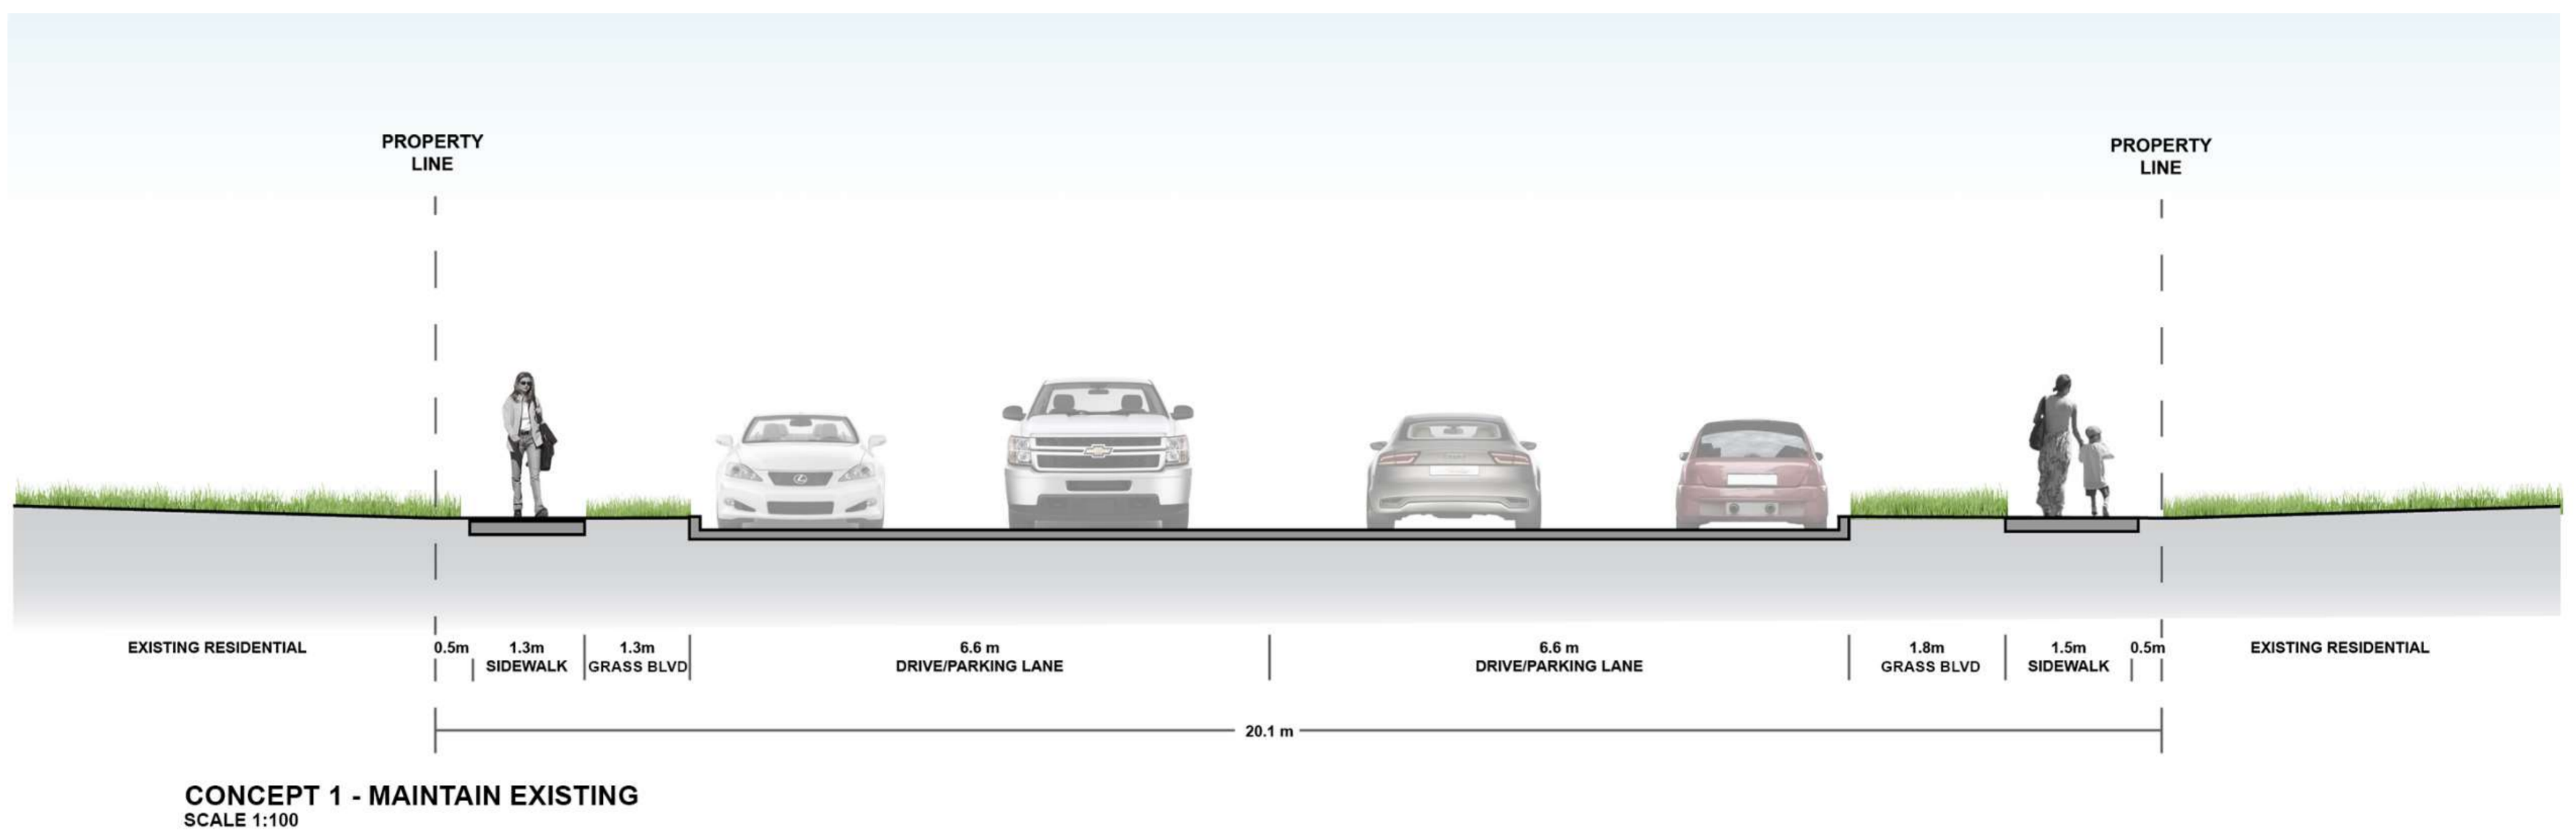 PROPERTY
LINE
PROPERTY
LINE
EXISTING RESIDENTIAL
0.5m
1.3m
SIDEWALK
1.3m
GRASS BLVD
6.6 m
DRIVE/PARKING LANE
6.6 m
DRIVE/PARKING LANE
1.8m
GRASS BLVD
1.5m
SIDEWALK
0.5m
EXISTING RESIDENTIAL
20.1 m
CONCEPT 1 - MAINTAIN EXISTING
SCALE 1:100